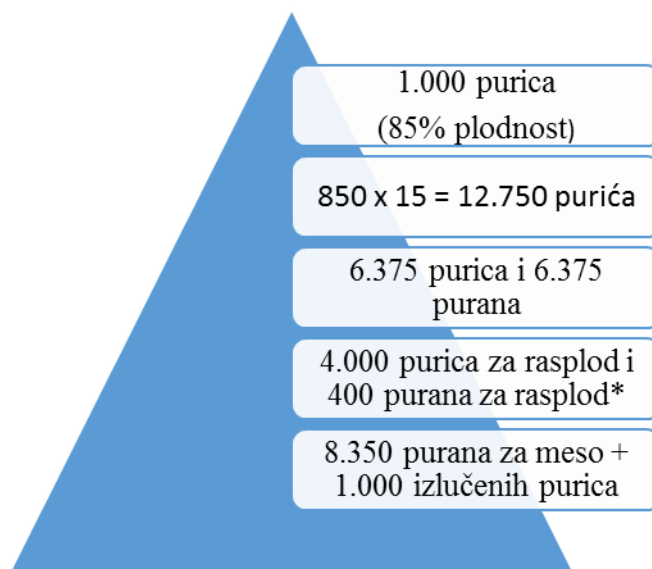 1.000 purica
(85% plodnost)
850 x 15 = 12.750 purića
6.375 purica i 6.375
purana
4.000 purica za rasplod i
400 purana za rasplod*
8.350 purana za meso +
1.000 izlučenih purica